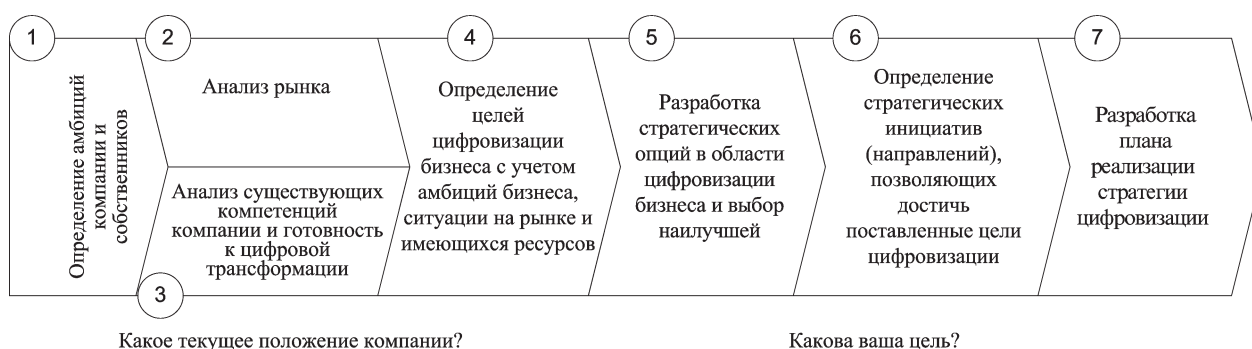 1
Определение амбиций
компании и
собственников
2
Анализ рынка
3
Анализ существующих
компетенций
компании и готовность
к цифровой
трансформации
4
Определение
целей
цифровизации
бизнеса с учетом
амбиций бизнеса,
ситуации на рынке и
имеющихся ресурсов
5
Разработка
стратегических
опций в области
цифровизации
бизнеса и выбор
наилучшей
6
Определение
стратегических
инициатив
(направлений),
позволяющих
достичь
поставленные цели
цифровизации
7
Разработка
плана
реализации
стратегии
цифровизации
Какое текущее положение компании?
Какова ваша цель?